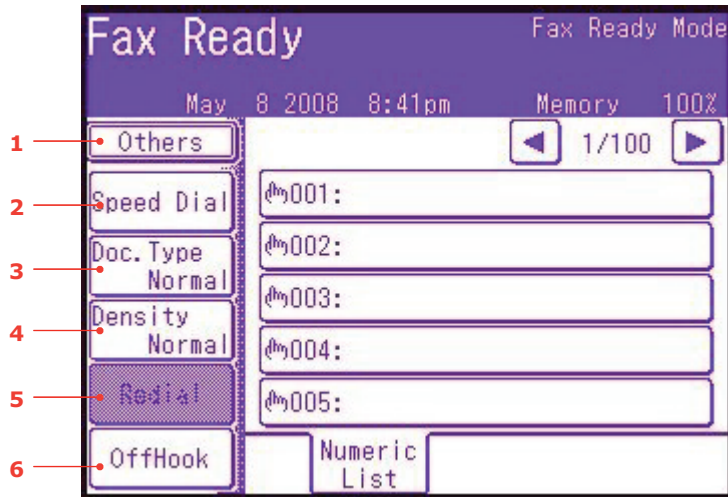 Fax Ready
Fax Ready Mode
May 8 2008 8:41pm Memory 100%
1 Others
1/100
2 Speed Dial
001:
3 Doc.Type
Normal
002:
003:
4 Density
Normal
004:
5 Redial
005:
6 OffHook
Numeric
List